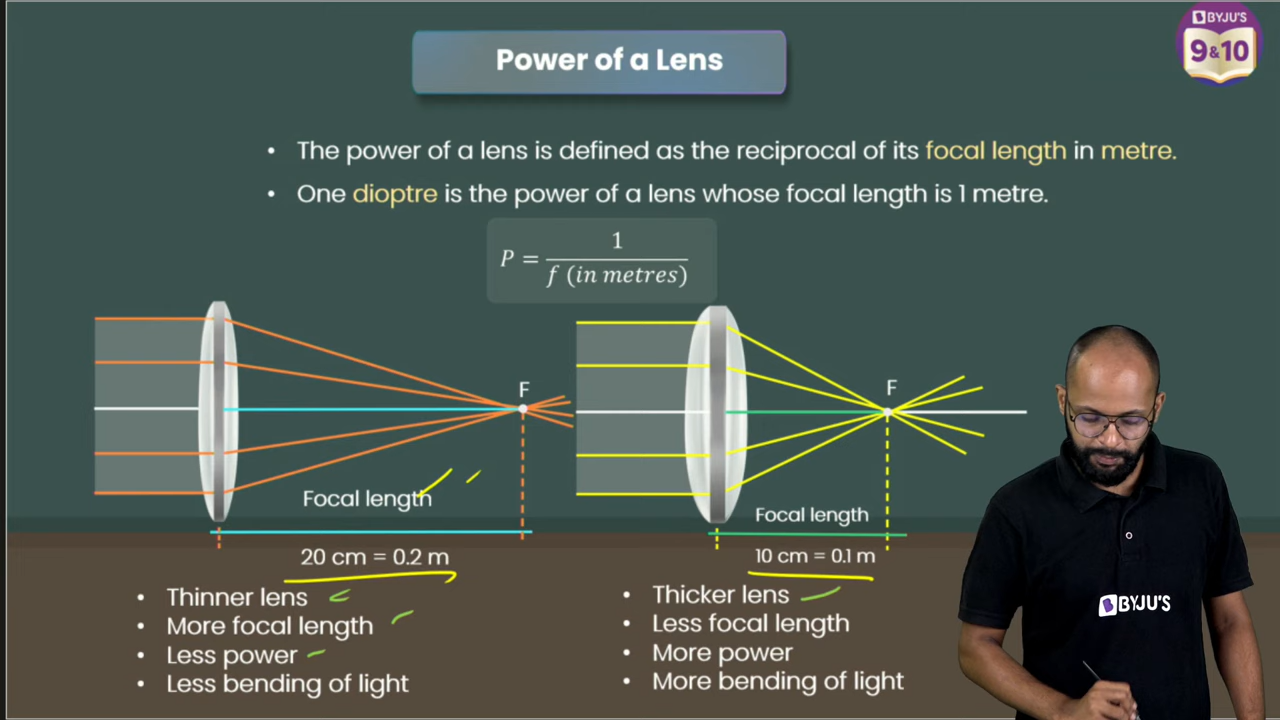 BYJU'S
9&10
Power of a Lens
• The power of a lens is defined as the reciprocal of its focal length in metre.
• One dioptre is the power of a lens whose focal length is 1 metre.
P = 1 / f (in metres)
F
F
Focal length
20 cm = 0.2 m
Focal length
10 cm = 0.1 m
• Thinner lens
• More focal length
• Less power
• Less bending of light
• Thicker lens
• Less focal length
• More power
• More bending of light
BYJU'S